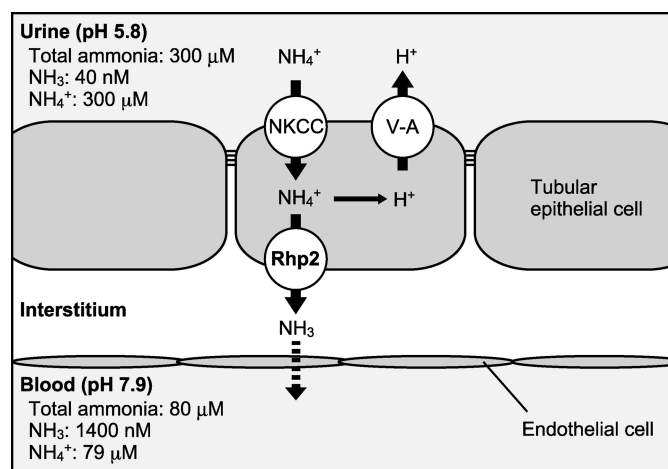 Urine (pH 5.8)
Total ammonia: 300 µM
NH₃: 40 nM
NH₄⁺: 300 µM
NH₄⁺
H⁺
NKCC
V-A
NH₄⁺
H⁺
Tubular
epithelial cell
Rhp2
Interstitium
NH₃
Blood (pH 7.9)
Total ammonia: 80 µM
NH₃: 1400 nM
NH₄⁺: 79 µM
Endothelial cell